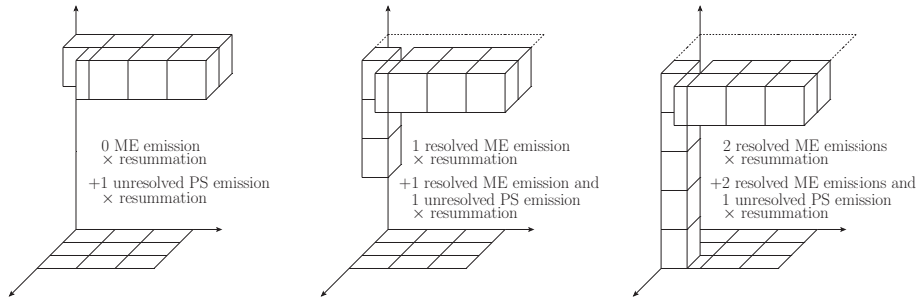 0 ME emission
× resummation
+1 unresolved PS emission
× resummation
1 resolved ME emission
× resummation
+1 resolved ME emission and
1 unresolved PS emission
× resummation
2 resolved ME emissions
× resummation
+2 resolved ME emissions and
1 unresolved PS emission
× resummation